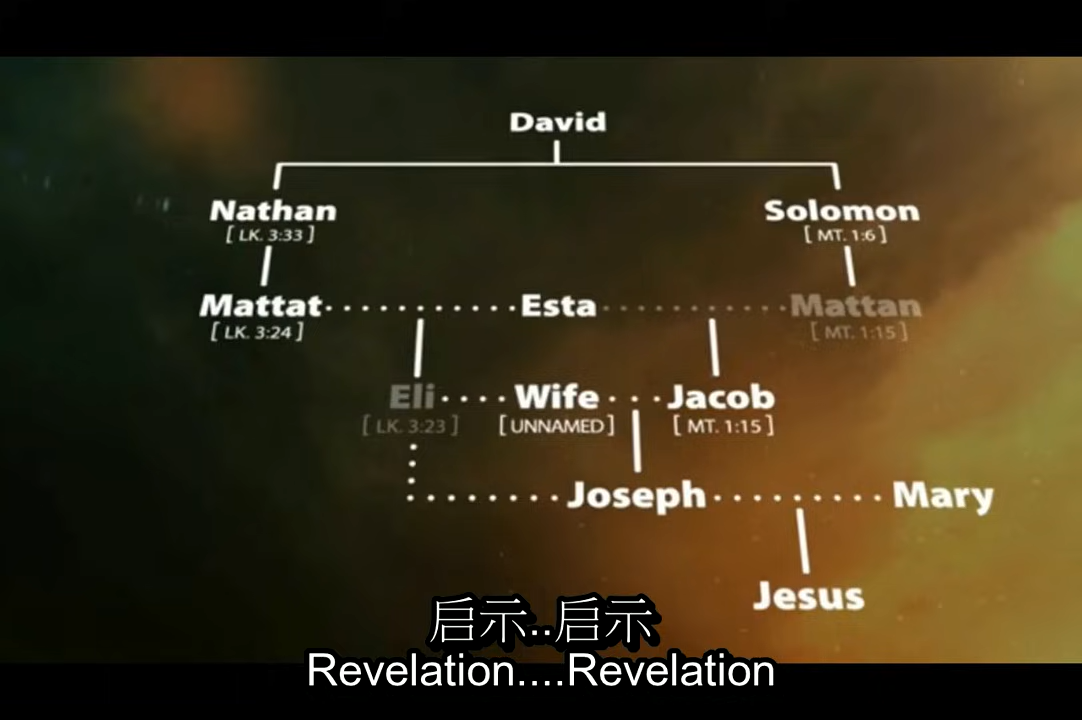 David
Nathan Solomon
[ LK. 3:33 ] [ MT. 1:6 ]
Mattat Esta Mattan
[ LK. 3:24 ] [ MT. 1:15 ]
Eli Wife Jacob
[ LK. 3:23 ] [ UNNAMED ] [ MT. 1:15 ]
Joseph Mary
Jesus
启示..启示
Revelation....Revelation